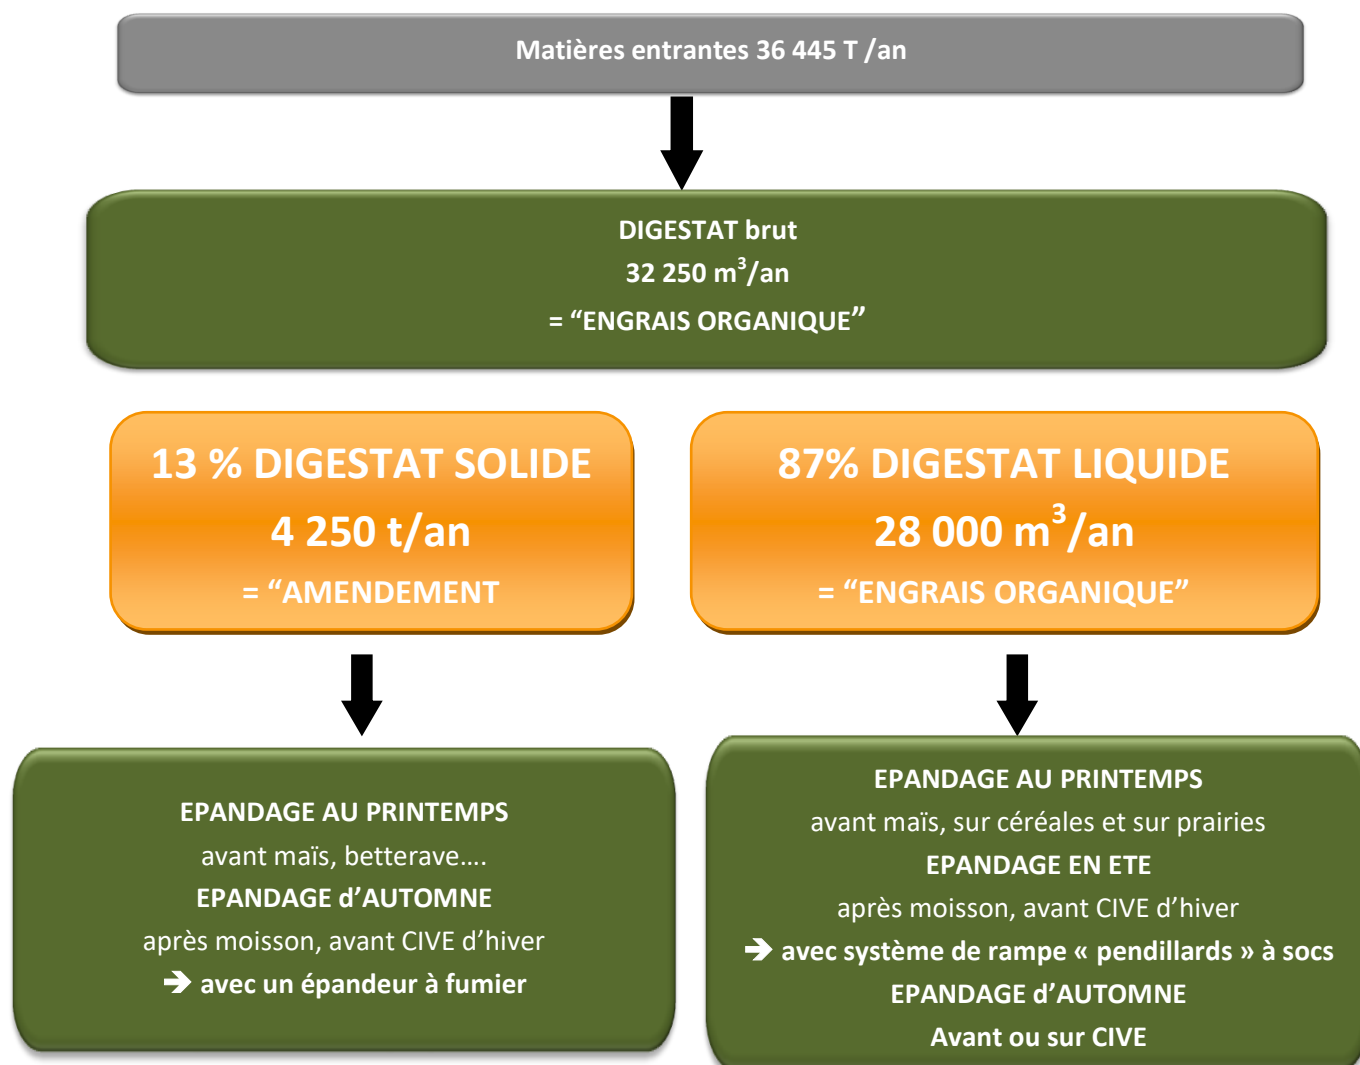 Matières entrantes 36 445 T /an
DIGESTAT brut
32 250 m³/an
= “ENGRAIS ORGANIQUE”
13 % DIGESTAT SOLIDE
4 250 t/an
= “AMENDEMENT
87% DIGESTAT LIQUIDE
28 000 m³/an
= “ENGRAIS ORGANIQUE”
EPANDAGE AU PRINTEMPS
avant maïs, betterave....
EPANDAGE d’AUTOMNE
après moisson, avant CIVE d’hiver
➔ avec un épandeur à fumier
EPANDAGE AU PRINTEMPS
avant maïs, sur céréales et sur prairies
EPANDAGE EN ETE
après moisson, avant CIVE d’hiver
➔ avec système de rampe « pendillards » à socs
EPANDAGE d’AUTOMNE
Avant ou sur CIVE